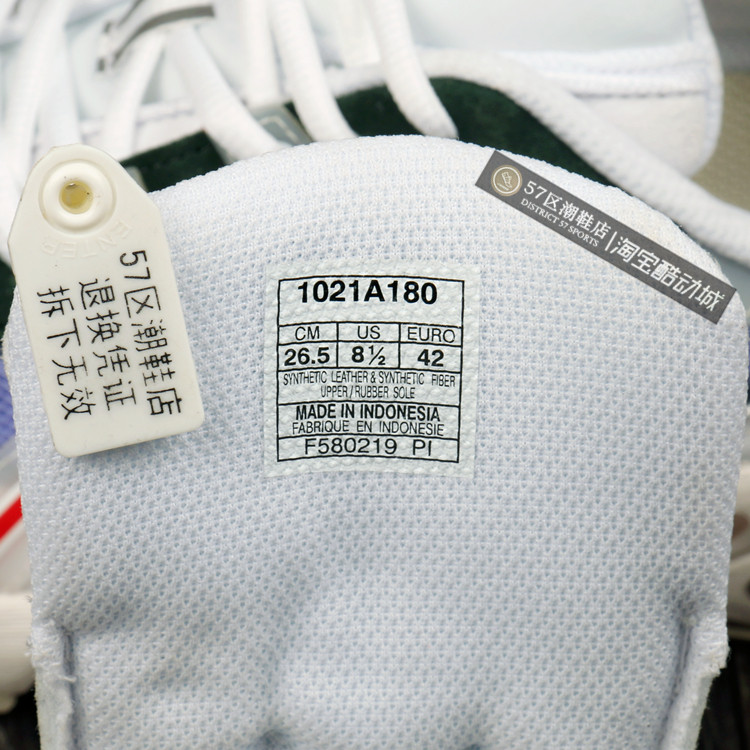 57区潮鞋店
退换凭证
拆下无效
57区潮鞋店
DISTRICT 57 SPORTS
淘宝酷动城
1021A180
CM US EURO
26.5 8½ 42
SYNTHETIC LEATHER & SYNTHETIC FIBER
UPPER/RUBBER SOLE
MADE IN INDONESIA
FABRIQUE EN INDONESIE
F580219 PI